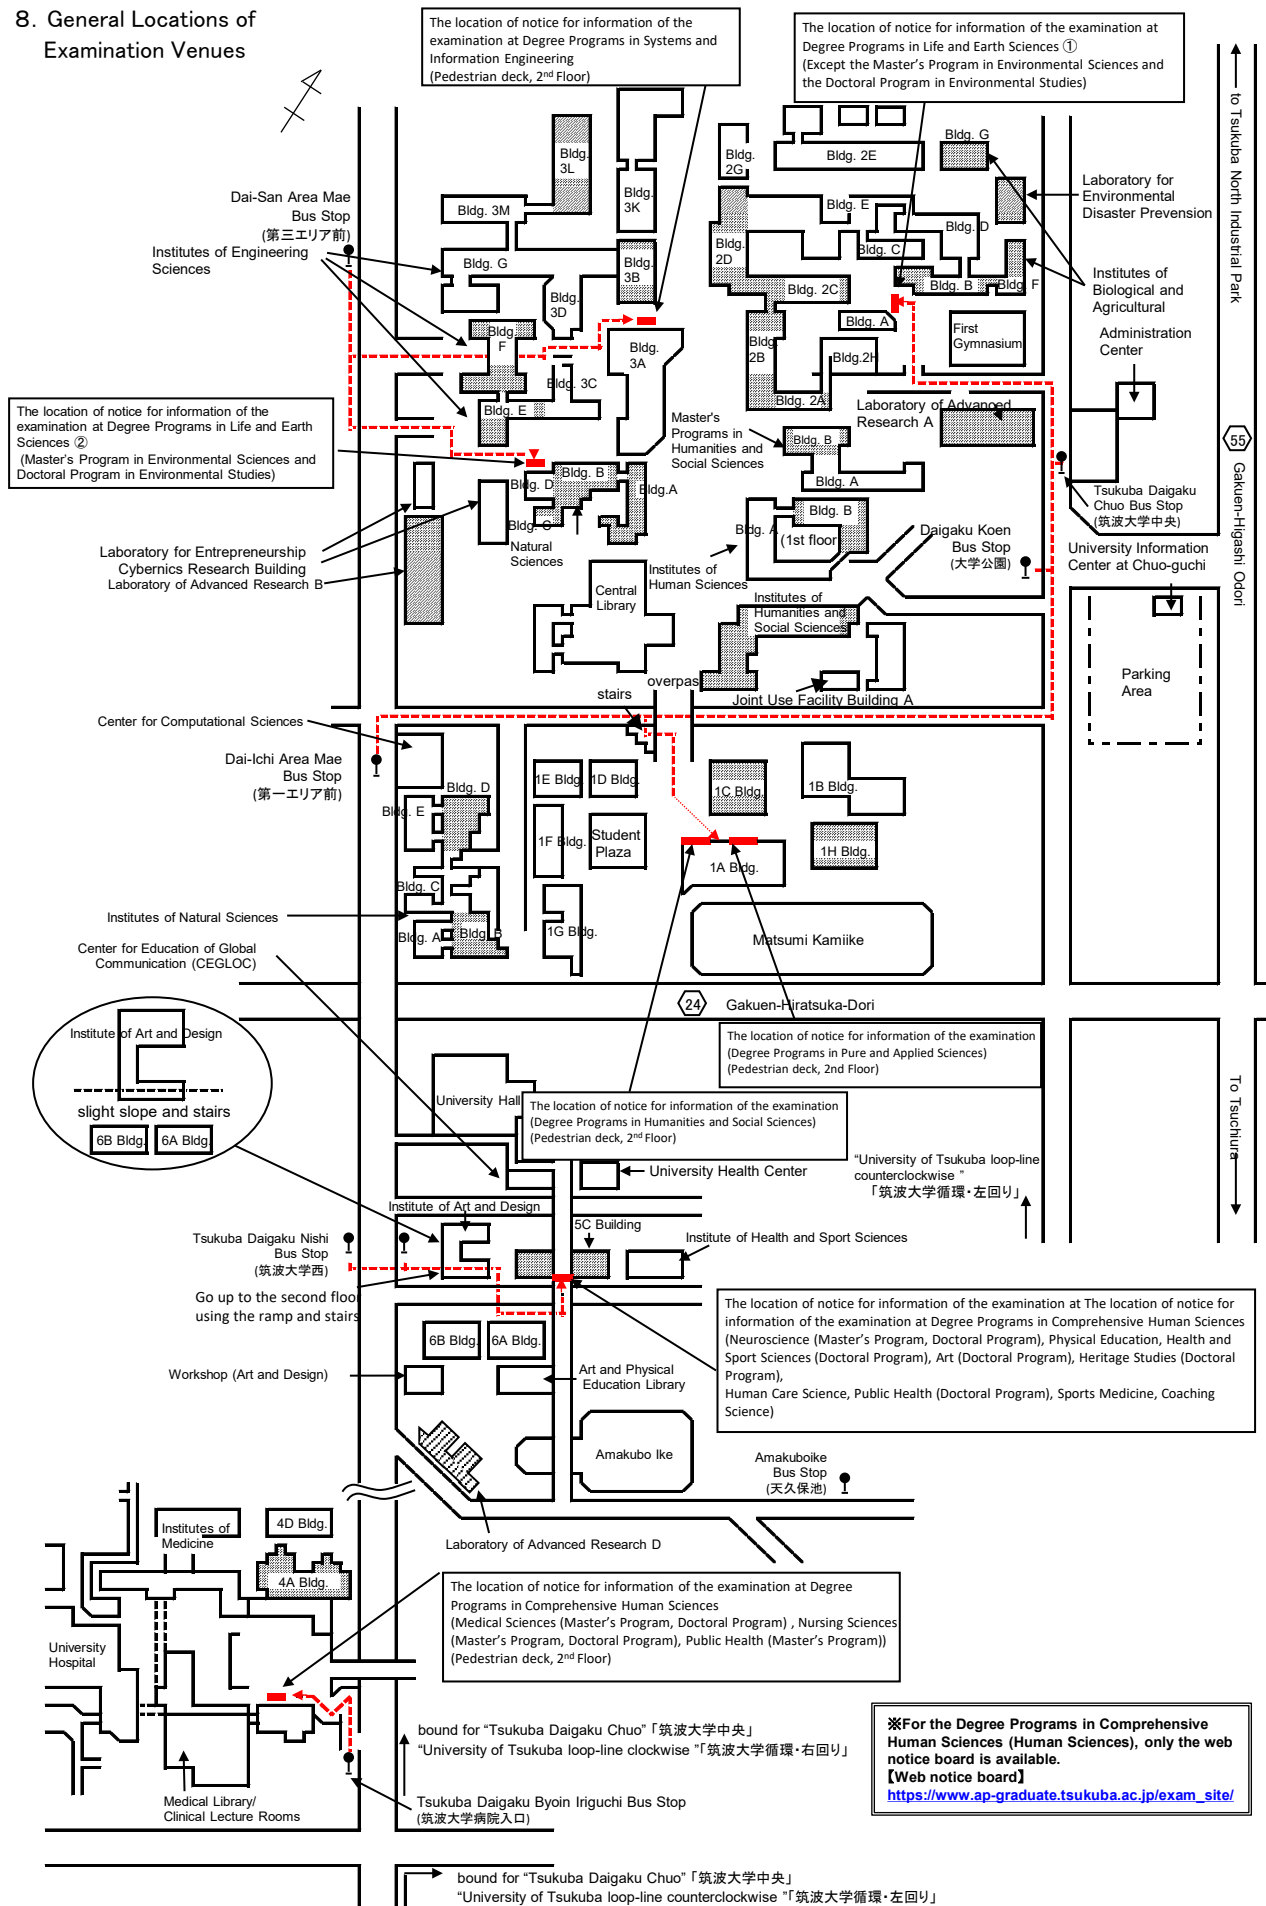 8. General Locations of
Examination Venues
The location of notice for information of the
examination at Degree Programs in Systems and
Information Engineering
(Pedestrian deck, 2nd Floor)
The location of notice for information of the examination at
Degree Programs in Life and Earth Sciences ①
(Except the Master's Program in Environmental Sciences and
the Doctoral Program in Environmental Studies)
to Tsukuba North Industrial Park
Bldg. 3L
Bldg. 3K
Bldg. 3M
Bldg. G
Bldg. 3B
Bldg. 3D
Bldg. F
Bldg. 3A
Bldg. 3C
Bldg. E
Bldg. 2G
Bldg. 2E
Bldg. G
Bldg. E
Bldg. D
Bldg. C
Bldg. 2D
Bldg. 2C
Bldg. B
Bldg. F
Bldg. A
Bldg. 2B
Bldg.2H
Bldg. 2A
First
Gymnasium
Laboratory for
Environmental
Disaster Prevention
Institutes of
Biological and
Agricultural
Administration
Center
Dai-San Area Mae
Bus Stop
(第三エリア前)
Institutes of Engineering
Sciences
The location of notice for information of the
examination at Degree Programs in Life and Earth
Sciences ②
(Master's Program in Environmental Sciences and
Doctoral Program in Environmental Studies)
Master's
Programs in
Humanities and
Social Sciences
Laboratory of Advanced
Research A
Bldg. B
Bldg. A
55
Gakuen-Higashi Odori
Tsukuba Daigaku
Chuo Bus Stop
(筑波大学中央)
University Information
Center at Chuo-guchi
Bldg. D
Bldg. B
Bldg.A
Bldg. C
Natural
Sciences
Laboratory for Entrepreneurship
Cybernics Research Building
Laboratory of Advanced Research B
Bldg. A
Bldg. B
(1st floor
Institutes of
Human Sciences
Daigaku Koen
Bus Stop
(大学公園)
Central
Library
Institutes of
Humanities and
Social Sciences
Parking
Area
overpas
stairs
Joint Use Facility Building A
Center for Computational Sciences
Dai-Ichi Area Mae
Bus Stop
(第一エリア前)
Bldg. D
Bldg. E
1E Bldg.
1D Bldg.
1C Bldg.
1B Bldg.
1F Bldg.
Student
Plaza
1H Bldg.
1A Bldg.
Bldg. C
Institutes of Natural Sciences
Bldg. A
Bldg. B
1G Bldg.
Matsumi Kamiike
Center for Education of Global
Communication (CEGLOC)
24
Gakuen-Hiratsuka-Dori
Institute of Art and Design
slight slope and stairs
6B Bldg.
6A Bldg.
The location of notice for information of the examination
(Degree Programs in Pure and Applied Sciences)
(Pedestrian deck, 2nd Floor)
University Hall
The location of notice for information of the examination
(Degree Programs in Humanities and Social Sciences)
(Pedestrian deck, 2nd Floor)
To Tsuchiura
University Health Center
"University of Tsukuba loop-line
counterclockwise "
「筑波大学循環・左回り」
Institute of Art and Design
5C Building
Institute of Health and Sport Sciences
Tsukuba Daigaku Nishi
Bus Stop
(筑波大学西)
Go up to the second floor
using the ramp and stairs
The location of notice for information of the examination at The location of notice for
information of the examination at Degree Programs in Comprehensive Human Sciences
(Neuroscience (Master's Program, Doctoral Program), Physical Education, Health and
Sport Sciences (Doctoral Program), Art (Doctoral Program), Heritage Studies (Doctoral
Program),
Human Care Science, Public Health (Doctoral Program), Sports Medicine, Coaching
Science)
6B Bldg.
6A Bldg.
Workshop (Art and Design)
Art and Physical
Education Library
Amakubo Ike
Amakuboike
Bus Stop
(天久保池)
Laboratory of Advanced Research D
Institutes of
Medicine
4D Bldg.
4A Bldg.
The location of notice for information of the examination at Degree
Programs in Comprehensive Human Sciences
(Medical Sciences (Master's Program, Doctoral Program) , Nursing Sciences
(Master's Program, Doctoral Program), Public Health (Master's Program))
(Pedestrian deck, 2nd Floor)
University
Hospital
bound for "Tsukuba Daigaku Chuo" 「筑波大学中央」
"University of Tsukuba loop-line clockwise "「筑波大学循環・右回り」
※For the Degree Programs in Comprehensive
Human Sciences (Human Sciences), only the web
notice board is available.
【Web notice board】
https://www.ap-graduate.tsukuba.ac.jp/exam_site/
Medical Library/
Clinical Lecture Rooms
Tsukuba Daigaku Byoin Iriguchi Bus Stop
(筑波大学病院入口)
bound for "Tsukuba Daigaku Chuo" 「筑波大学中央」
"University of Tsukuba loop-line counterclockwise "「筑波大学循環・左回り」